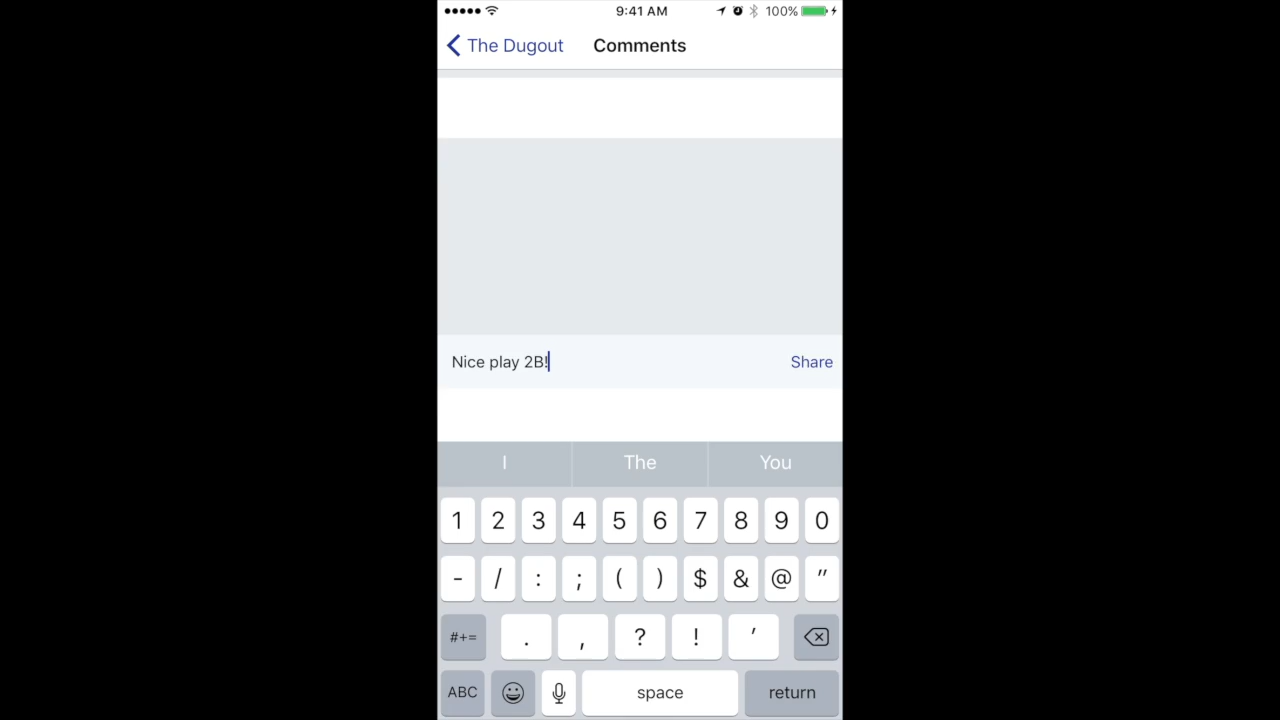 9:41 AM 100%
The Dugout Comments
Nice play 2B! Share
I The You
1 2 3 4 5 6 7 8 9 0
- / : ; ( ) $ & @ "
#+= . , ? ! '
ABC space return